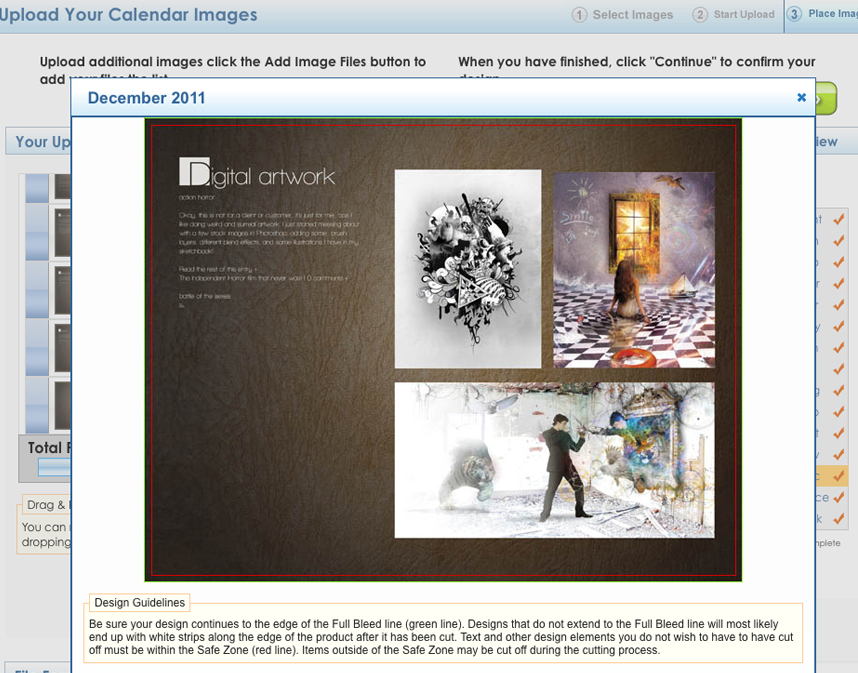 Upload Your Calendar Images
1 Select Images
2 Start Upload
3 Place Imag
Upload additional images click the Add Image Files button to
When you have finished, click "Continue" to confirm your
December 2011
Your Up
iew
Digital artwork
action horror
Okay, this is not for a client or customer, it's just for me, 'cos I
like doing weird and surreal artwork. I just started messing about
with a few stock images in Photoshop, adding some brush
layers, different blend effects, and some illustrations I have in my
sketchbook!
Read the rest of this entry »
The Independent Horror film that never was! | 0 comments »
battle of the sexes
Smile
Total F
Drag &
You can
dropping
mplete
Design Guidelines
Be sure your design continues to the edge of the Full Bleed line (green line). Designs that do not extend to the Full Bleed line will most likely
end up with white strips along the edge of the product after it has been cut. Text and other design elements you do not wish to have to have cut
off must be within the Safe Zone (red line). Items outside of the Safe Zone may be cut off during the cutting process.